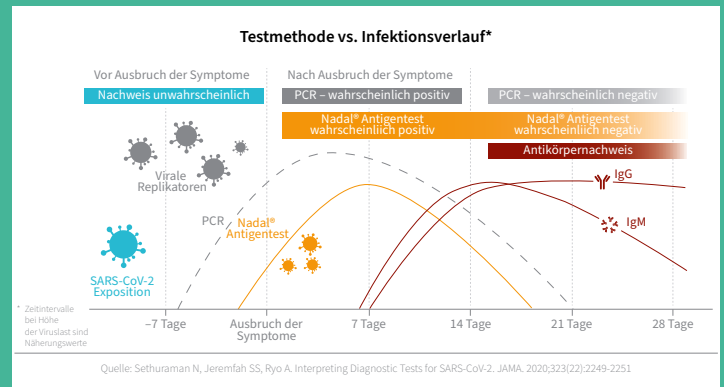 Testmethode vs. Infektionsverlauf*
Vor Ausbruch der Symptome
Nach Ausbruch der Symptome
Nachweis unwahrscheinlich
PCR – wahrscheinlich positiv
PCR – wahrscheinlich negativ
Nadal® Antigentest
wahrscheinliich positiv
Nadal® Antigentest
wahrscheinliich negativ
Antikörpernachweis
Virale
Replikatoren
IgG
PCR
Nadal®
Antigentest
IgM
SARS-CoV-2
Exposition
* Zeitintervalle
bei Höhe
der Viruslast sind
Näherungswerte
–7 Tage
Ausbruch der
Symptome
7 Tage
14 Tage
21 Tage
28 Tage
Quelle: Sethuraman N, Jeremfah SS, Ryo A. Interpreting Diagnostic Tests for SARS-CoV-2. JAMA. 2020;323(22):2249-2251